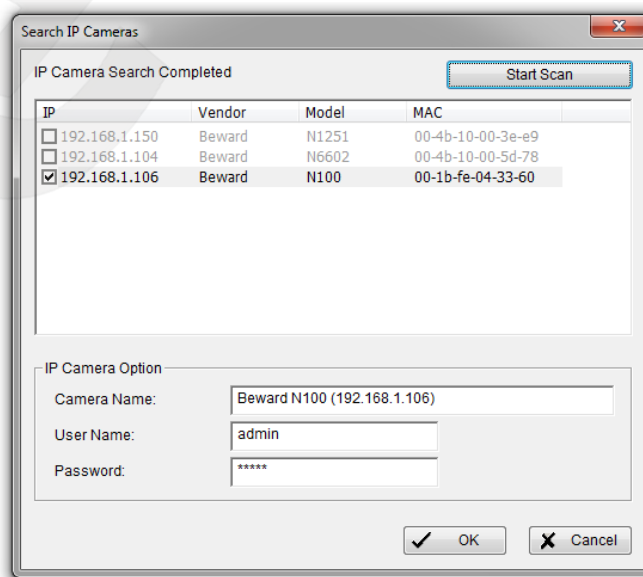 Search IP Cameras
IP Camera Search Completed
Start Scan
IP Vendor Model MAC
192.168.1.150 Beward N1251 00-4b-10-00-3e-e9
192.168.1.104 Beward N6602 00-4b-10-00-5d-78
192.168.1.106 Beward N100 00-1b-fe-04-33-60
IP Camera Option
Camera Name: Beward N100 (192.168.1.106)
User Name: admin
Password: *****
OK Cancel